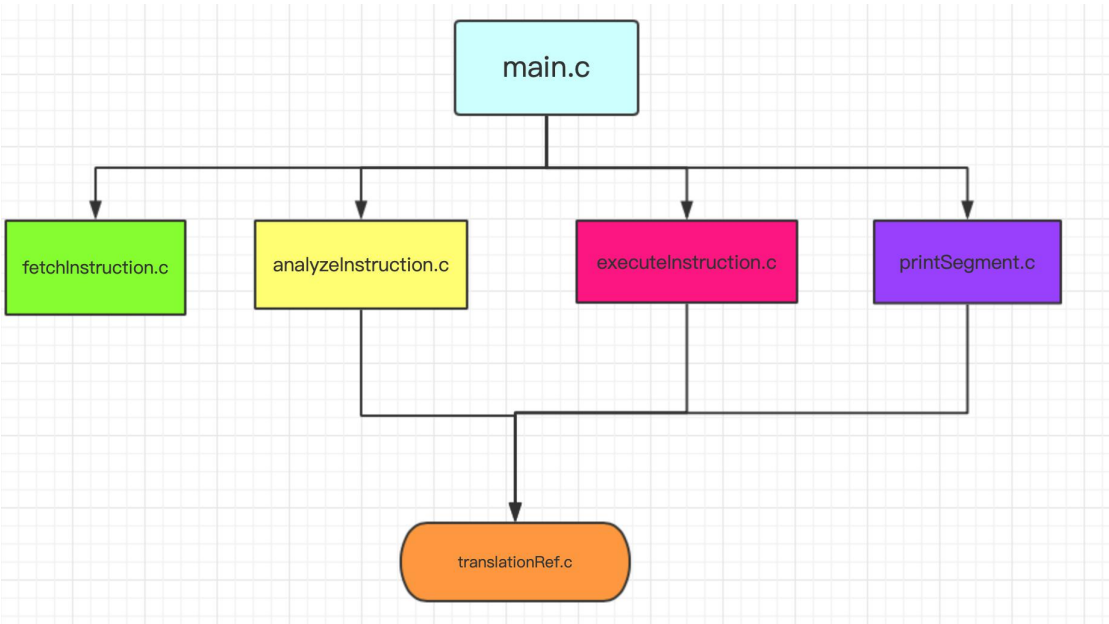 main.c
fetchInstruction.c
analyzeInstruction.c
executeInstruction.c
printSegment.c
translationRef.c